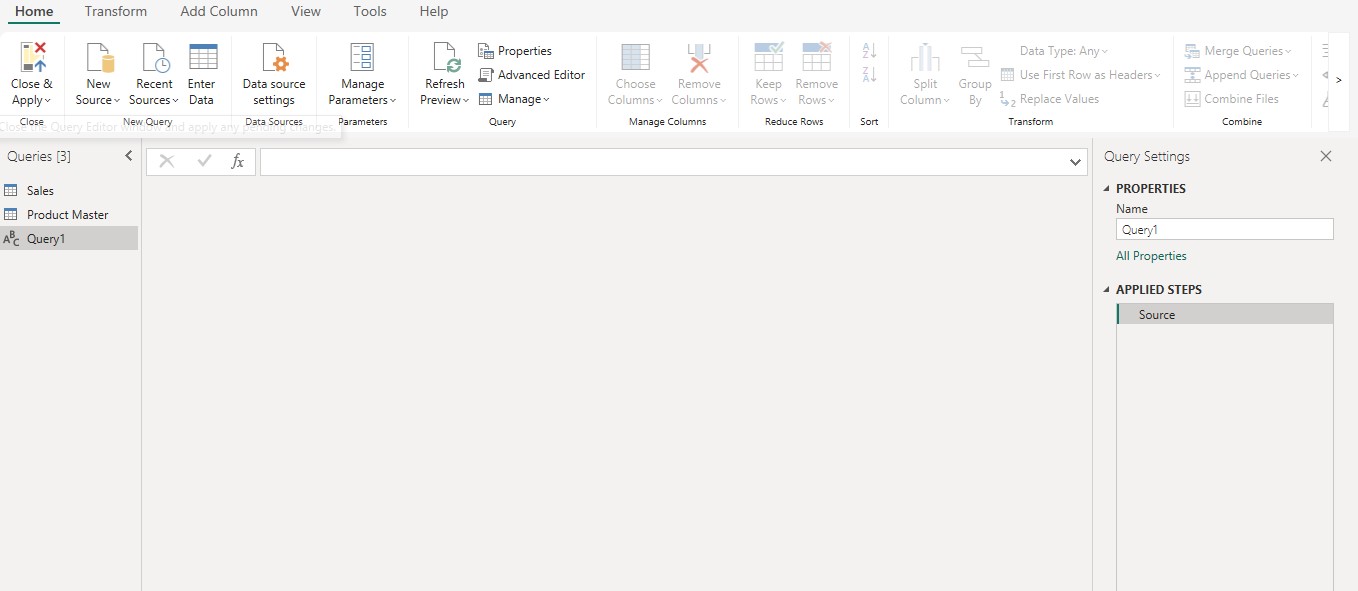 Home Transform Add Column View Tools Help
Close & Apply
New Source
Recent Sources
Enter Data
Data source settings
Manage Parameters
Refresh Preview
Properties
Advanced Editor
Manage
Choose Columns
Remove Columns
Keep Rows
Remove Rows
Split Column
Group By
Data Type: Any
Use First Row as Headers
Replace Values
Merge Queries
Append Queries
Combine Files
Close New Query Data Sources Parameters Query Manage Columns Reduce Rows Sort Transform Combine
Close the Query Editor window and apply any pending changes.
Queries [3]
Sales
Product Master
ABC Query1
fx
Query Settings
PROPERTIES
Name
Query1
All Properties
APPLIED STEPS
Source